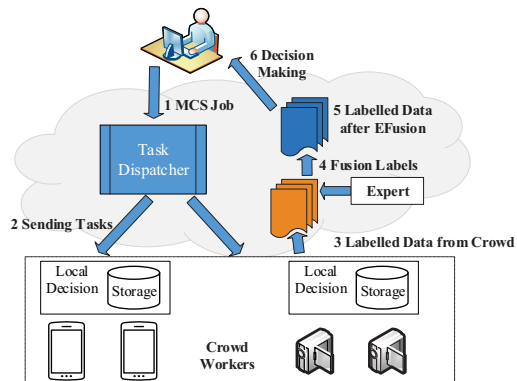 6 Decision
Making
1 MCS Job
5 Labelled Data
after EFusion
Task
Dispatcher
4 Fusion Labels
Expert
2 Sending Tasks
3 Labelled Data from Crowd
Local
Decision
Storage
Local
Decision
Storage
Crowd
Workers